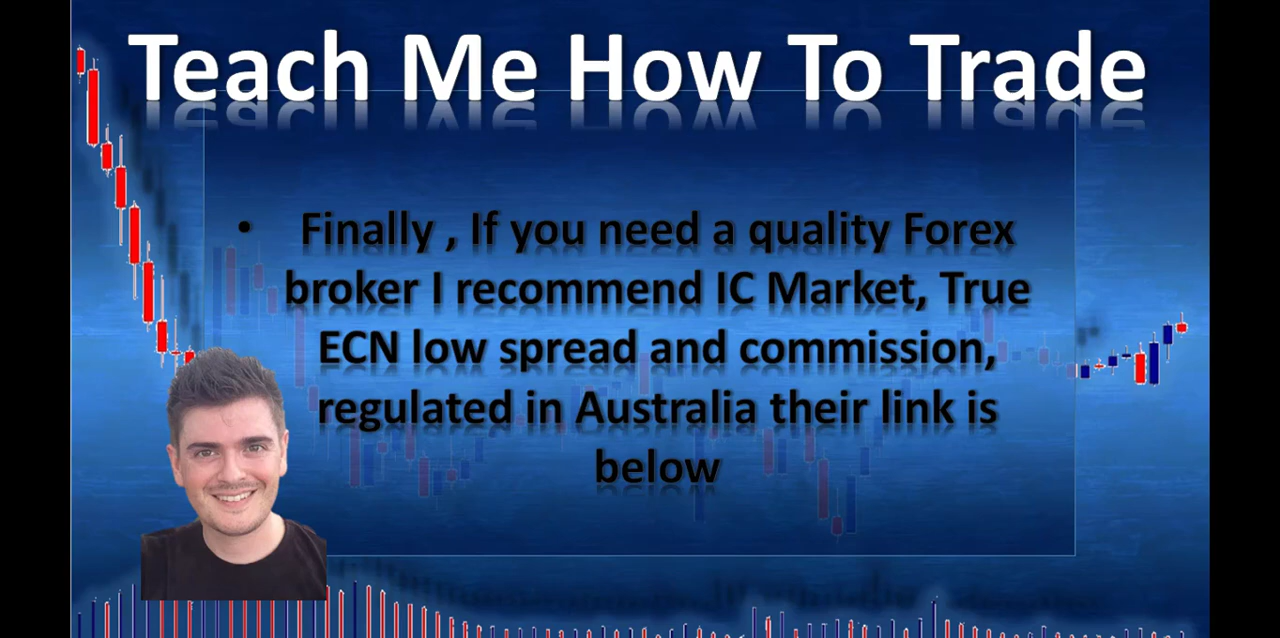 Teach Me How To Trade
• Finally , If you need a quality Forex
broker I recommend IC Market, True
ECN low spread and commission,
regulated in Australia their link is
below